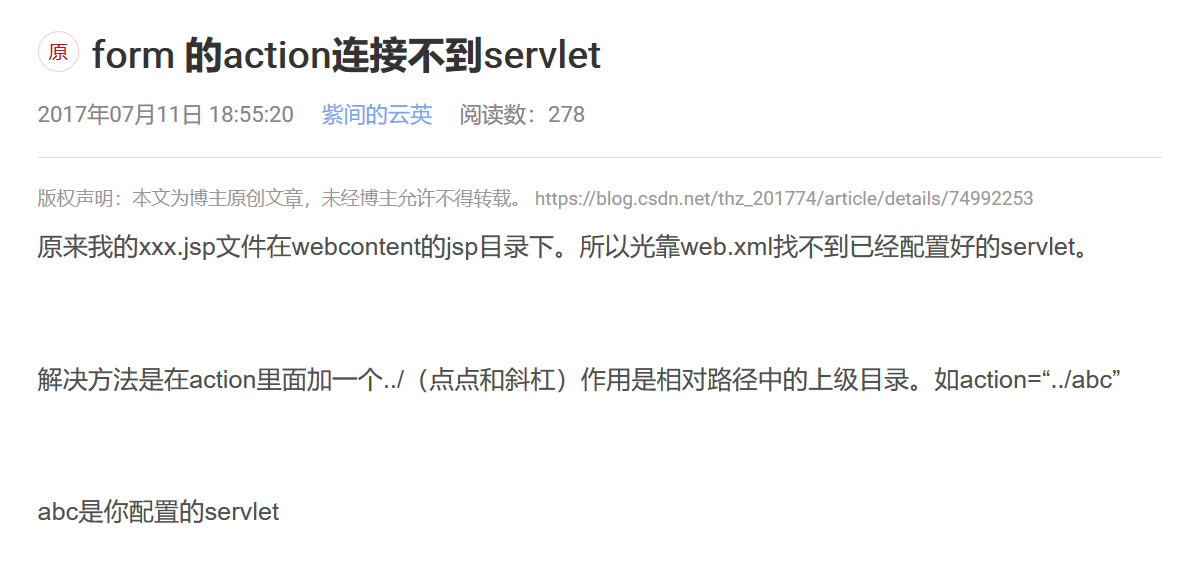 原 form 的action连接不到servlet
2017年07月11日 18:55:20 紫间的云英 阅读数：278
版权声明：本文为博主原创文章，未经博主允许不得转载。 https://blog.csdn.net/thz_201774/article/details/74992253
原来我的xxx.jsp文件在webcontent的jsp目录下。所以光靠web.xml找不到已经配置好的servlet。
解决方法是在action里面加一个../（点点和斜杠）作用是相对路径中的上级目录。如action=“../abc”
abc是你配置的servlet